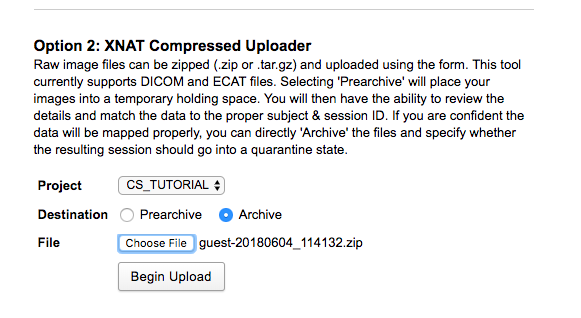 Option 2: XNAT Compressed Uploader
Raw image files can be zipped (.zip or .tar.gz) and uploaded using the form. This tool
currently supports DICOM and ECAT files. Selecting 'Prearchive' will place your
images into a temporary holding space. You will then have the ability to review the
details and match the data to the proper subject & session ID. If you are confident the
data will be mapped properly, you can directly 'Archive' the files and specify whether
the resulting session should go into a quarantine state.
Project CS_TUTORIAL
Destination Prearchive Archive
File Choose File guest-20180604_114132.zip
Begin Upload